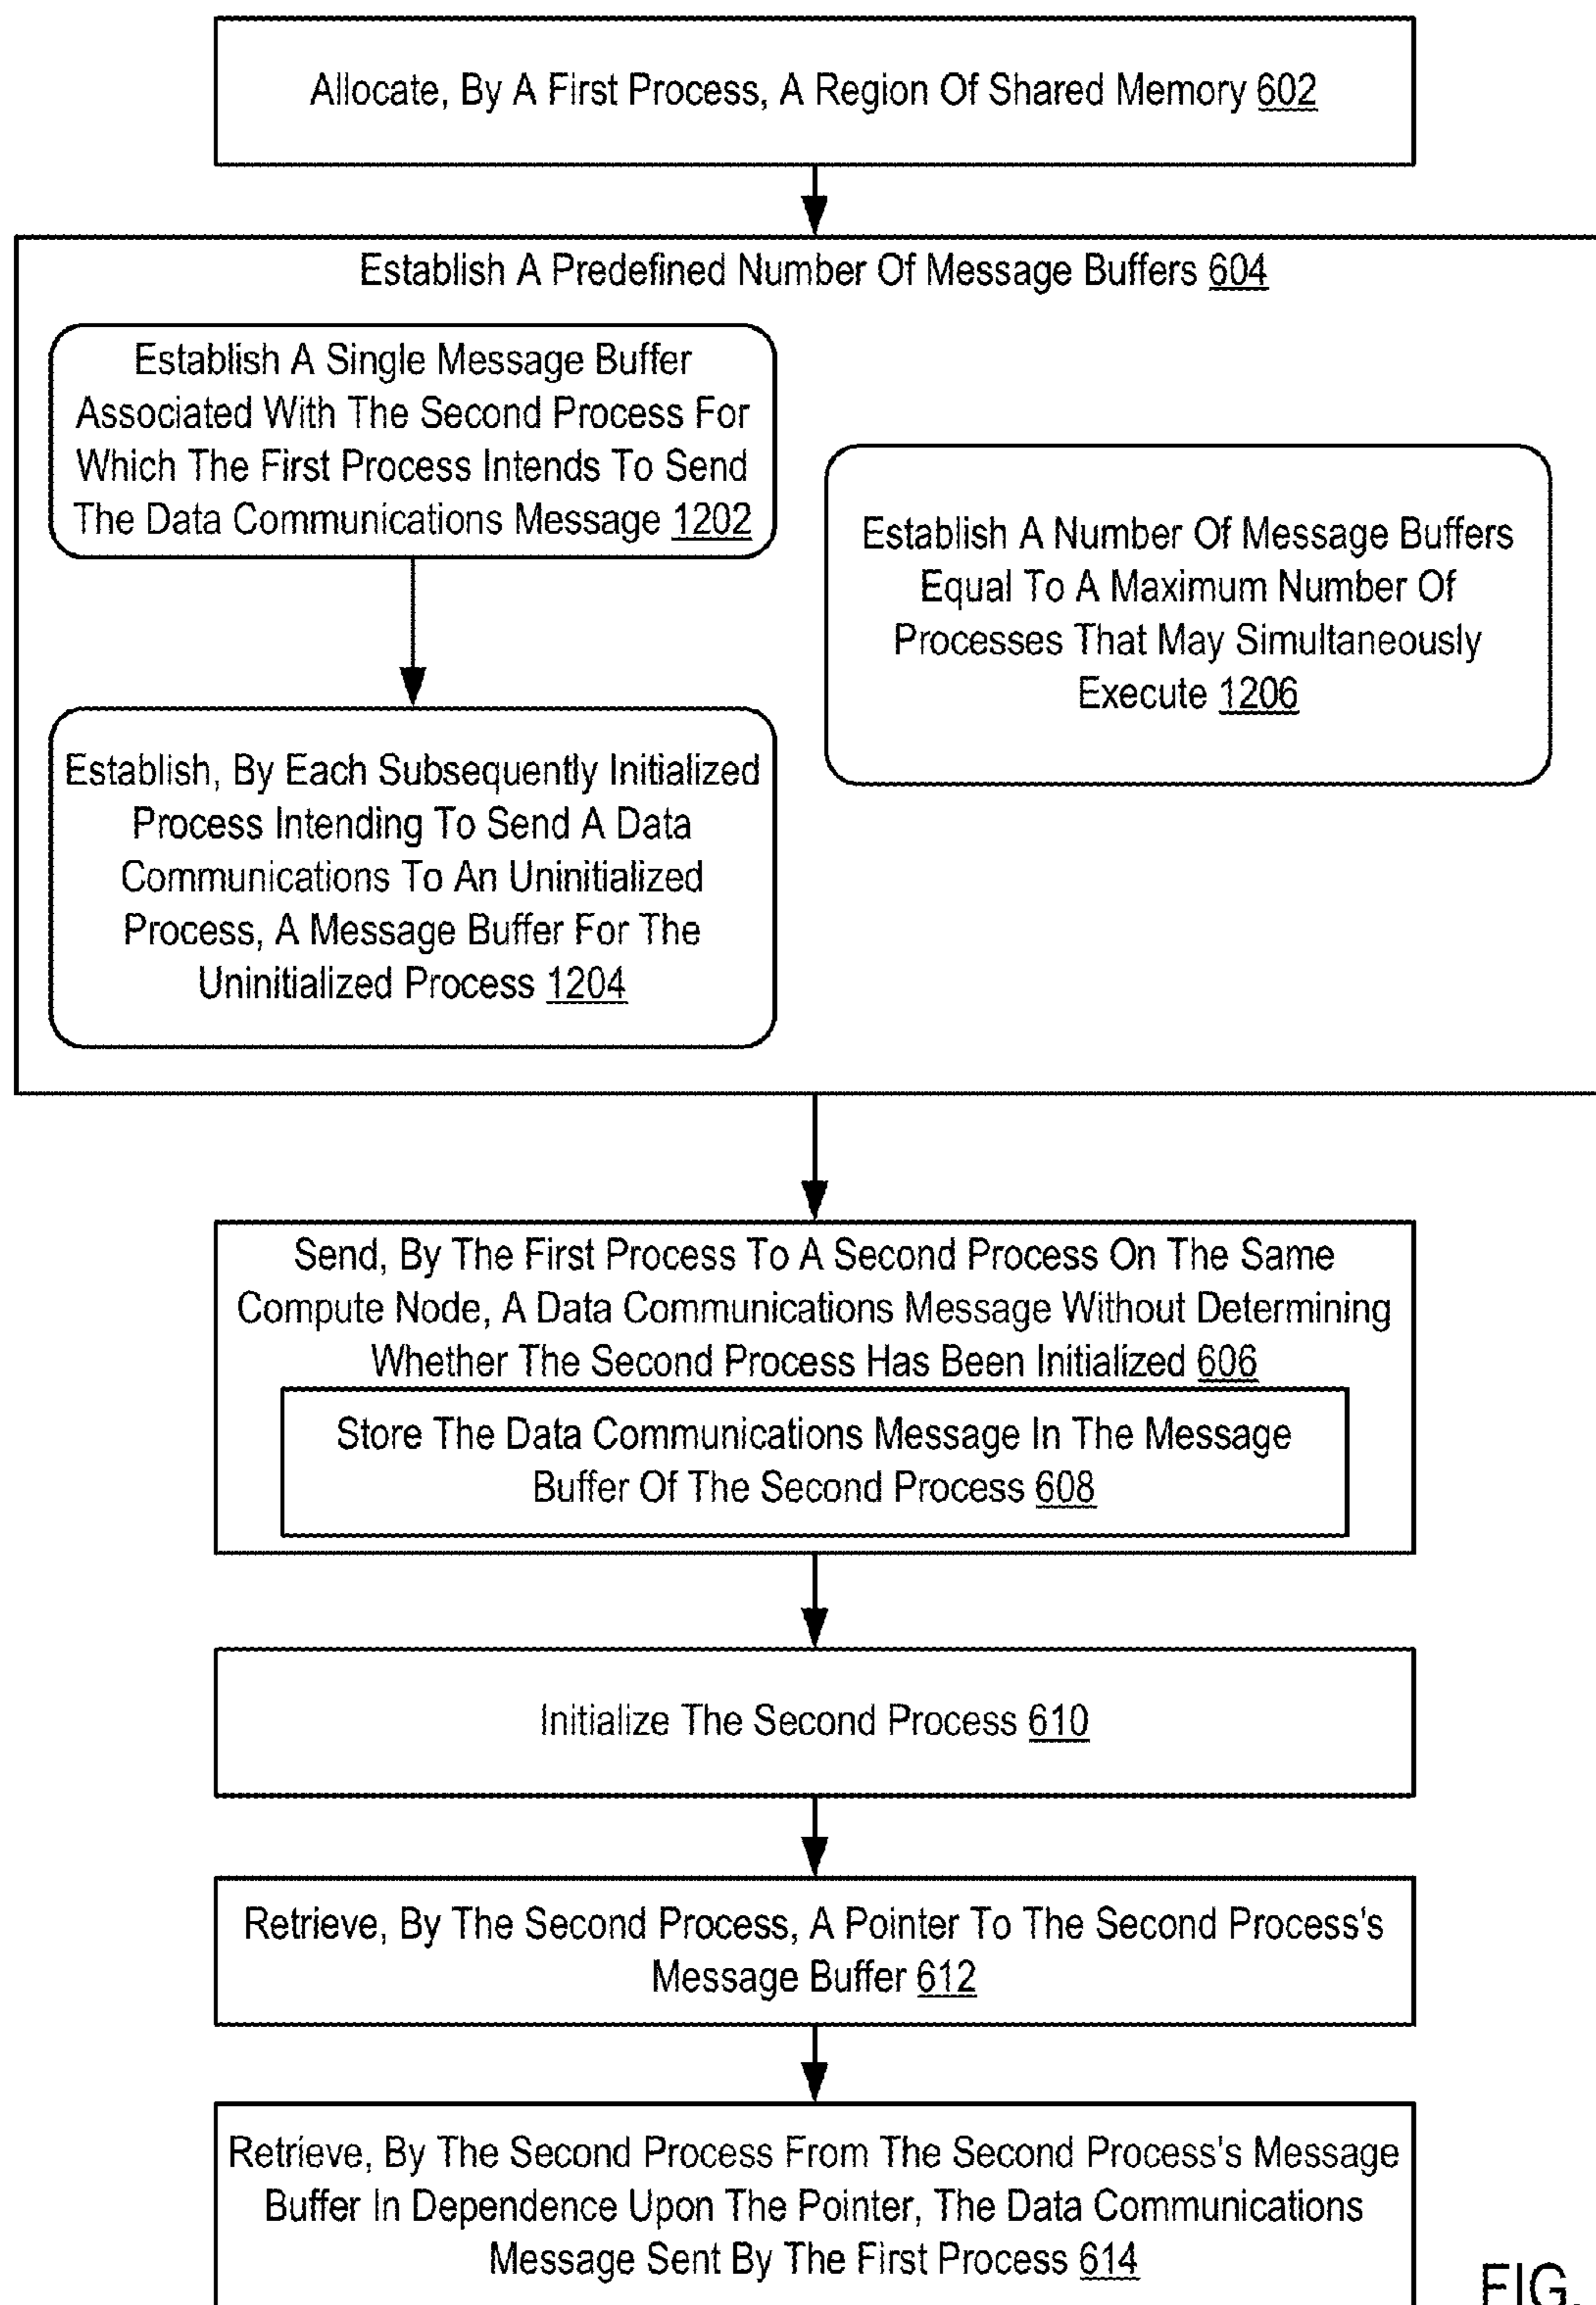 Allocate, By A First Process, A Region Of Shared Memory 602
Establish A Predefined Number Of Message Buffers 604
Establish A Single Message Buffer
Associated With The Second Process For
Which The First Process Intends To Send
The Data Communications Message 1202
Establish, By Each Subsequently Initialized
Process Intending To Send A Data
Communications To An Uninitialized
Process, A Message Buffer For The
Uninitialized Process 1204
Establish A Number Of Message Buffers
Equal To A Maximum Number Of
Processes That May Simultaneously
Execute 1206
Send, By The First Process To A Second Process On The Same
Compute Node, A Data Communications Message Without Determining
Whether The Second Process Has Been Initialized 606
Store The Data Communications Message In The Message
Buffer Of The Second Process 608
Initialize The Second Process 610
Retrieve, By The Second Process, A Pointer To The Second Process's
Message Buffer 612
Retrieve, By The Second Process From The Second Process's Message
Buffer In Dependence Upon The Pointer, The Data Communications
Message Sent By The First Process 614
FIG.